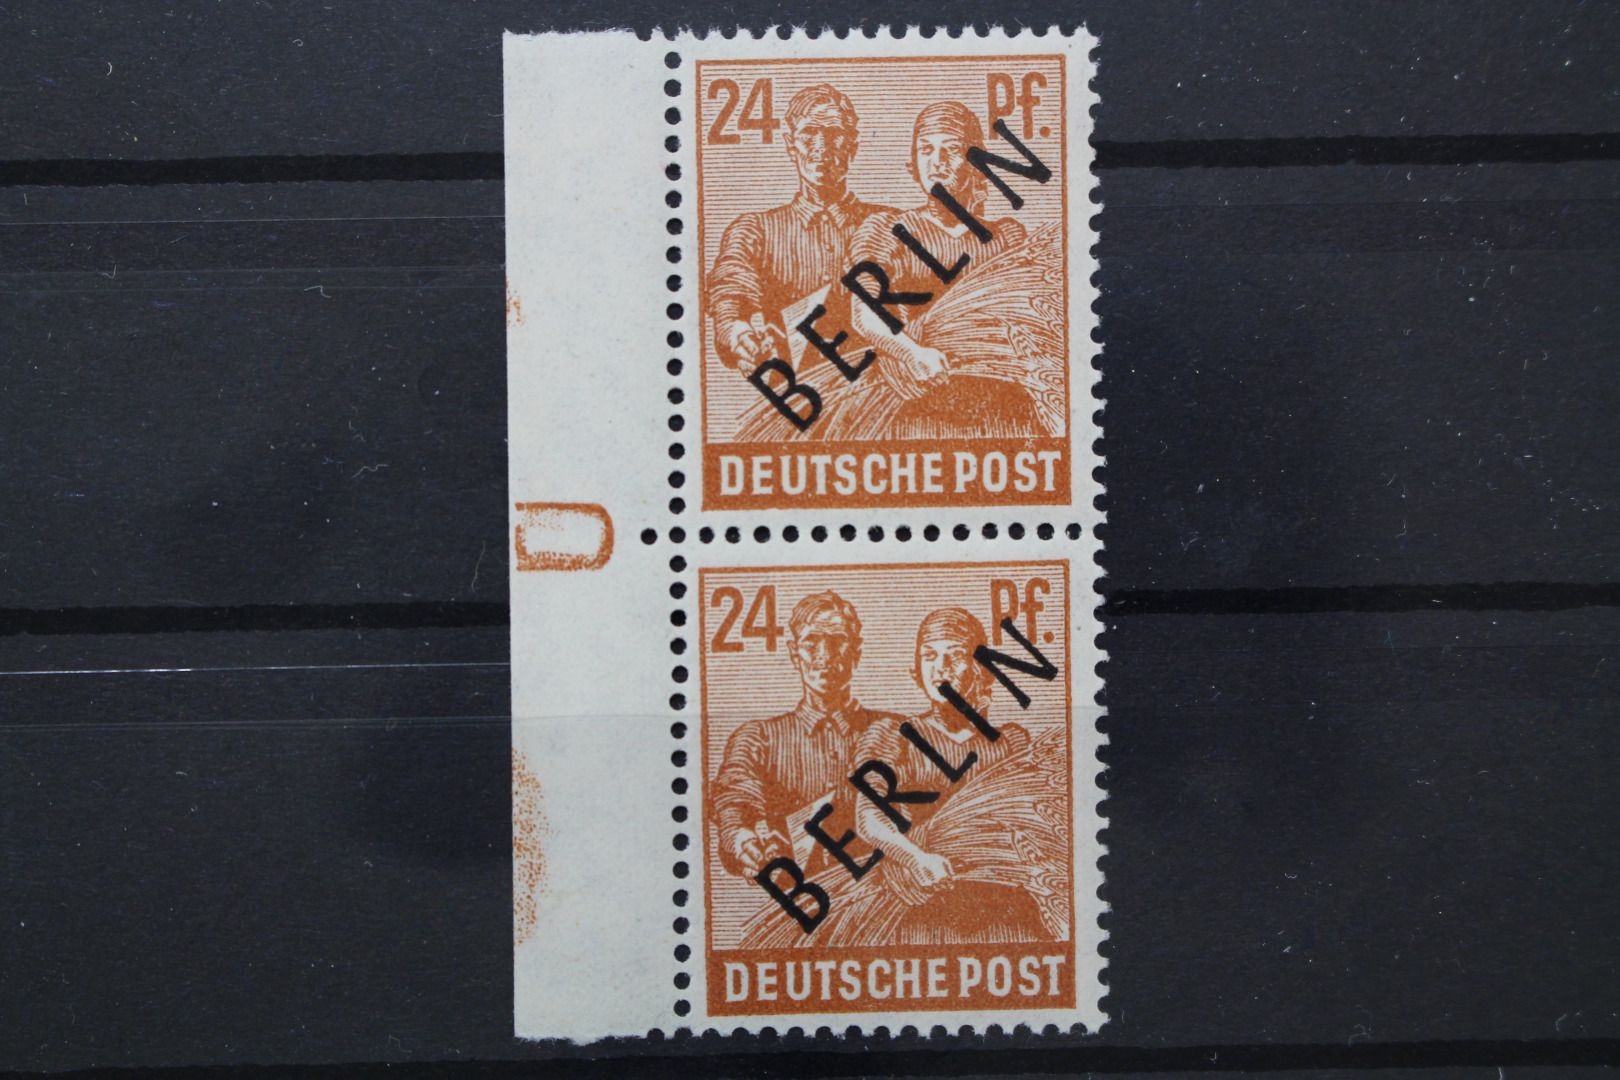 24 Pf.
BERLIN
DEUTSCHE POST
24 Pf.
BERLIN
DEUTSCHE POST